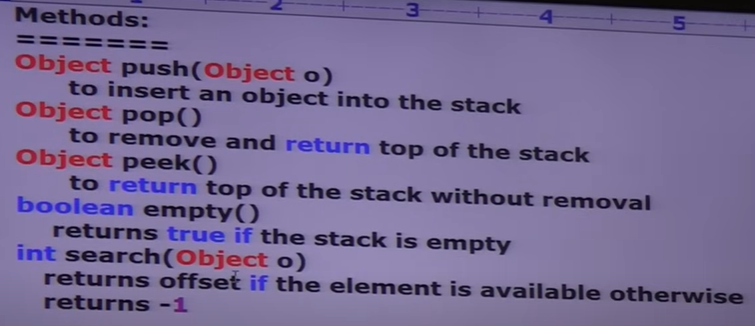 2 3 4 5
Methods:
=======
Object push(Object o)
to insert an object into the stack
Object pop()
to remove and return top of the stack
Object peek()
to return top of the stack without removal
boolean empty()
returns true if the stack is empty
int search(Object o)
returns offset if the element is available otherwise
returns -1